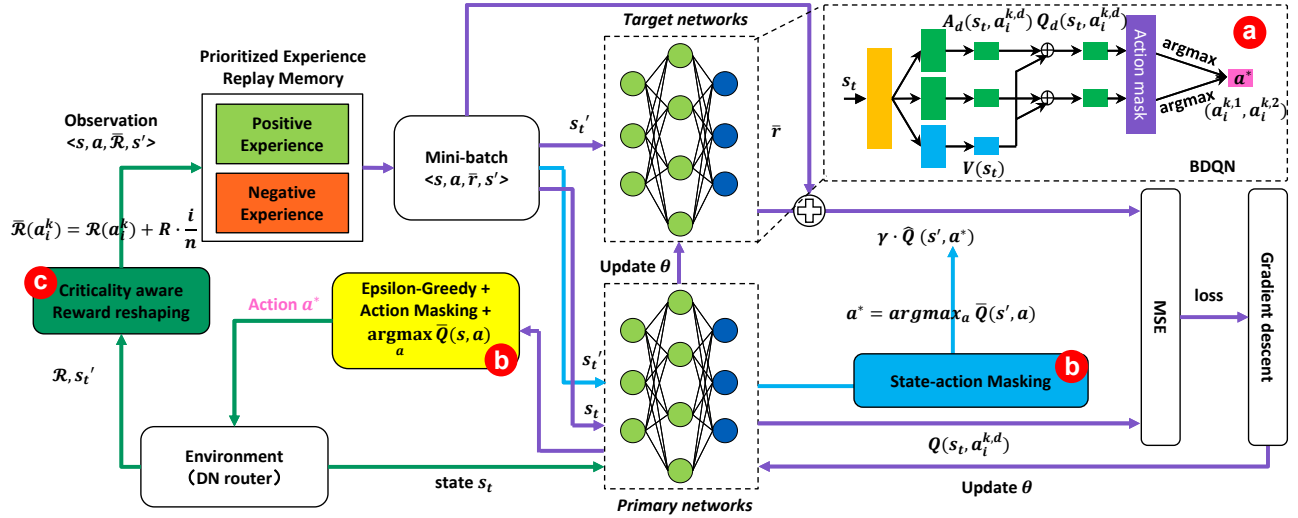 Target networks
A_d(s_t, a_i^{k,d}) Q_d(s_t, a_i^{k,d})
a
Prioritized Experience
Replay Memory
Positive
Experience
Negative
Experience
Observation
<s, a, R̄, s'>
R̄(a_i^k) = R(a_i^k) + R · i/n
Mini-batch
<s, a, r̄, s'>
s_t'
r̄
s_t
V(s_t)
Action mask
argmax
argmax
a*
(a_i^{k,1}, a_i^{k,2})
BDQN
c
Criticality aware
Reward reshaping
Action a*
Epsilon-Greedy +
Action Masking +
argmax_a Q̄(s, a)
b
Update θ
γ · Q̂ (s', a*)
a* = argmax_a Q̄(s', a)
State-action Masking
b
MSE
loss
Gradient descent
R, s_t'
s_t'
s_t
Environment
（DN router）
state s_t
Q(s_t, a_i^{k,d})
Update θ
Primary networks